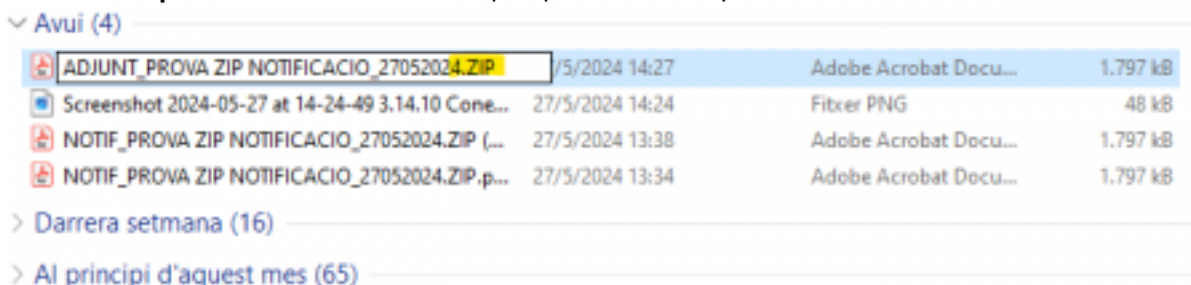 Avui (4)
ADJUNT_PROVA ZIP NOTIFICACIO_27052024.ZIP /5/2024 14:27 Adobe Acrobat Docu... 1.797 kB
Screenshot 2024-05-27 at 14-24-49 3.14.10 Cone... 27/5/2024 14:24 Fitxer PNG 48 kB
NOTIF_PROVA ZIP NOTIFICACIO_27052024.ZIP (... 27/5/2024 13:38 Adobe Acrobat Docu... 1.797 kB
NOTIF_PROVA ZIP NOTIFICACIO_27052024.ZIP.p... 27/5/2024 13:34 Adobe Acrobat Docu... 1.797 kB
Darrera setmana (16)
Al principi d'aquest mes (65)